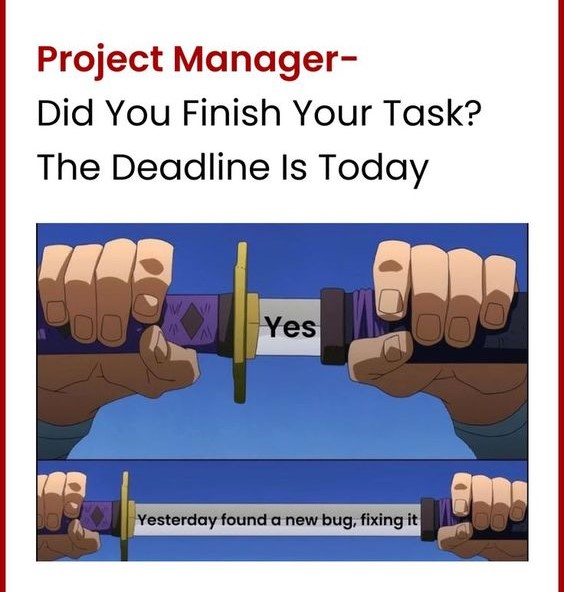 Project Manager-
Did You Finish Your Task?
The Deadline Is Today
Yes
Yesterday found a new bug, fixing it